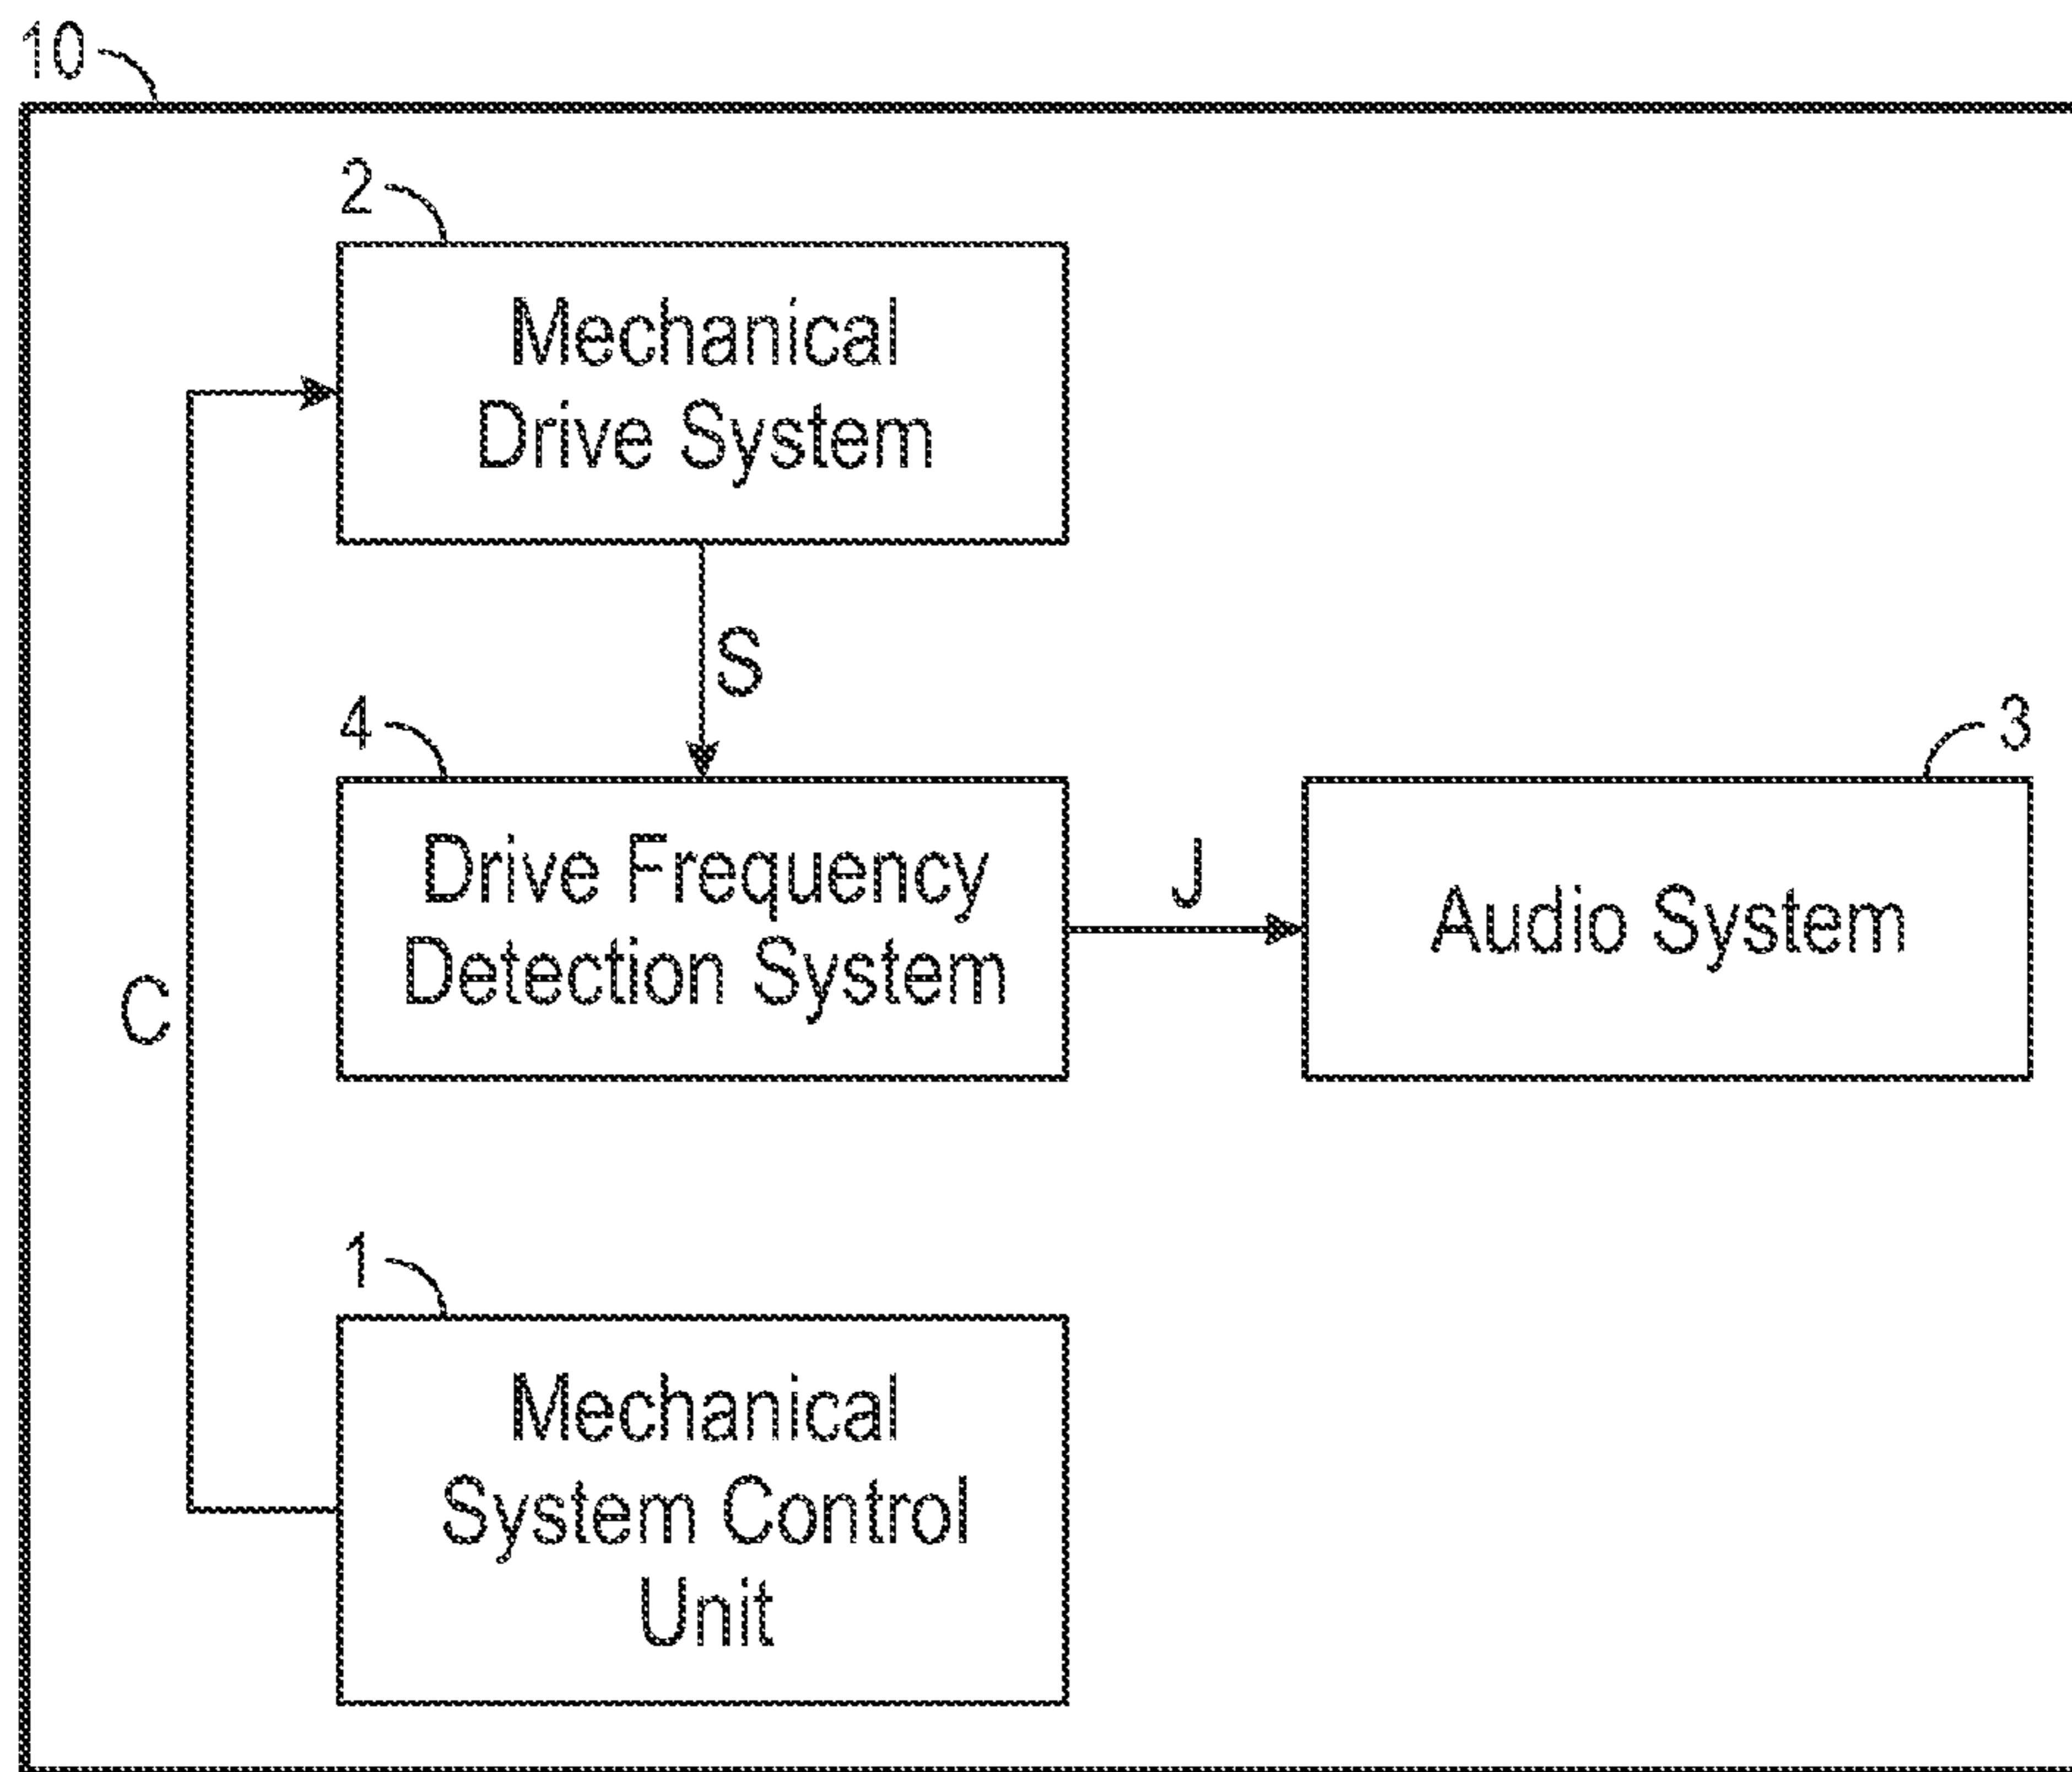 10
2
Mechanical
Drive System
S
4
Drive Frequency
Detection System
J
3
Audio System
C
1
Mechanical
System Control
Unit